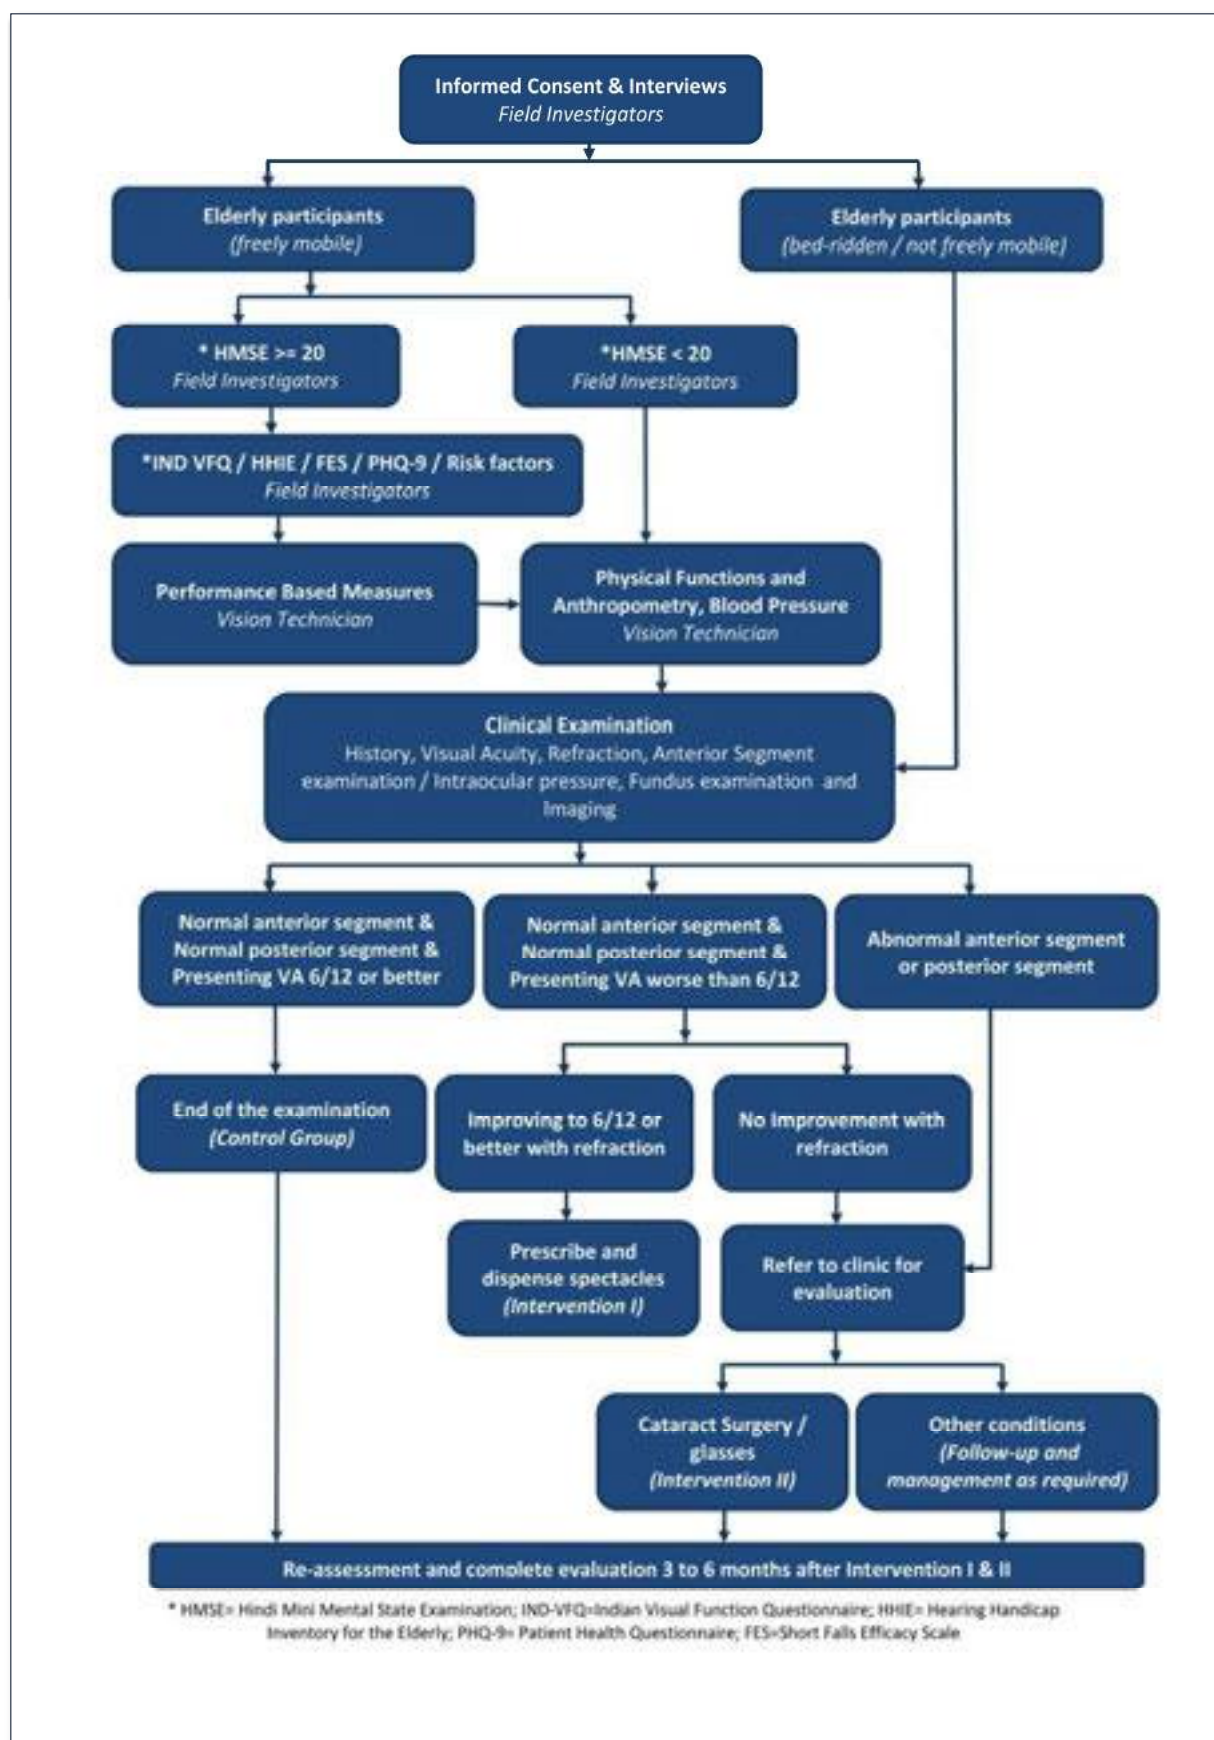 Informed Consent & Interviews
Field Investigators
Elderly participants
(freely mobile)
Elderly participants
(bed-ridden / not freely mobile)
* HMSE >= 20
Field Investigators
*HMSE < 20
Field Investigators
*IND VFQ / HHIE / FES / PHQ-9 / Risk factors
Field Investigators
Performance Based Measures
Vision Technician
Physical Functions and
Anthropometry, Blood Pressure
Vision Technician
Clinical Examination
History, Visual Acuity, Refraction, Anterior Segment
examination / Intraocular pressure, Fundus examination and
Imaging
Normal anterior segment &
Normal posterior segment &
Presenting VA 6/12 or better
Normal anterior segment &
Normal posterior segment &
Presenting VA worse than 6/12
Abnormal anterior segment
or posterior segment
End of the examination
(Control Group)
Improving to 6/12 or
better with refraction
No Improvement with
refraction
Prescribe and
dispense spectacles
(Intervention I)
Refer to clinic for
evaluation
Cataract Surgery /
glasses
(Intervention II)
Other conditions
(Follow-up and
management as required)
Re-assessment and complete evaluation 3 to 6 months after Intervention I & II
* HMSE= Hindi Mini Mental State Examination; IND-VFQ=Indian Visual Function Questionnaire; HHIE= Hearing Handicap
Inventory for the Elderly; PHQ-9= Patient Health Questionnaire; FES=Short Falls Efficacy Scale